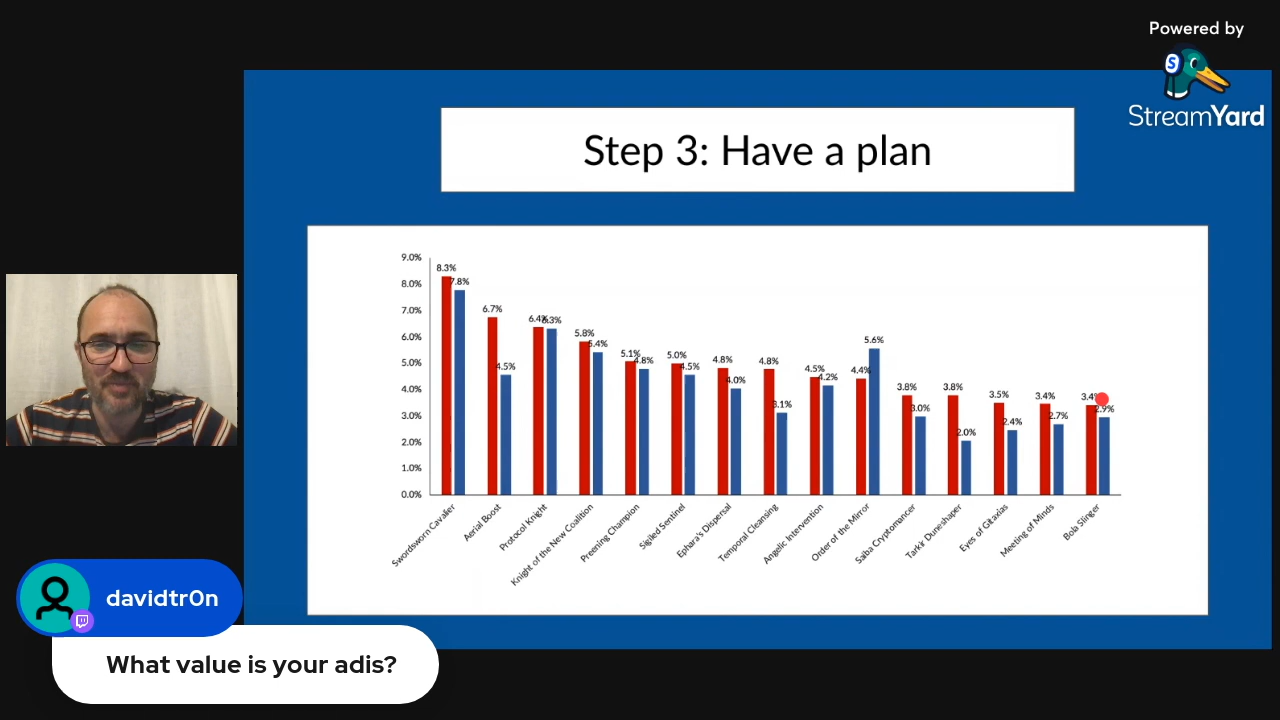 Powered by
StreamYard
Step 3: Have a plan
9.0%
8.0%
7.0%
6.0%
5.0%
4.0%
3.0%
2.0%
1.0%
0.0%
8.3%
7.8%
6.7%
4.5%
6.4%
6.3%
5.8%
5.4%
5.1%
4.8%
5.0%
4.5%
4.8%
4.0%
4.8%
3.1%
4.5%
4.2%
4.4%
5.6%
3.8%
3.0%
3.8%
2.0%
3.5%
2.4%
3.4%
2.7%
3.4%
2.9%
Swordsworn Cavalier
Aerial Boost
Protocol Knight
Knight of the New Coalition
Preening Champion
Sigiled Sentinel
Ephara's Dispersal
Temporal Cleansing
Angelic Intervention
Order of the Mirror
Saiba Cryptomancer
Tarkir Duneshaper
Eyes of Gitaxias
Meeting of Minds
Bola Slinger
davidtr0n
What value is your adis?